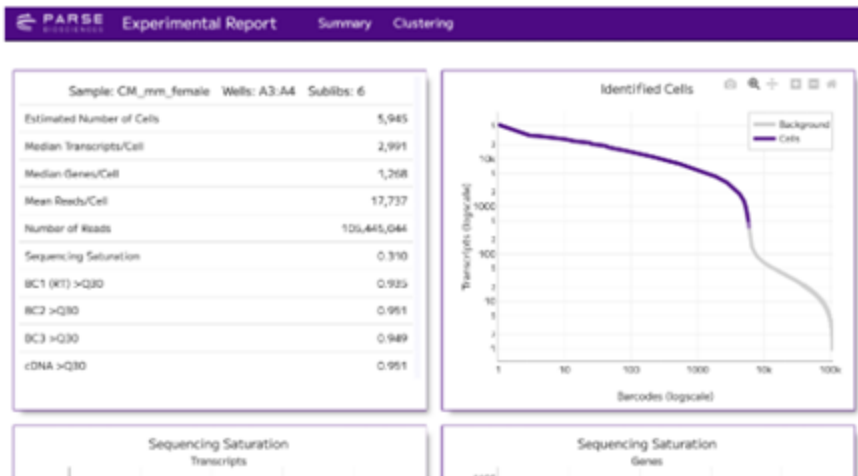 PARSE BIOSCIENCES Experimental Report Summary Clustering
Sample: CM_mm_female Wells: A3:A4 Sublibs: 6
Estimated Number of Cells 5,945
Median Transcripts/Cell 2,991
Median Genes/Cell 1,268
Mean Reads/Cell 17,737
Number of Reads 105,445,044
Sequencing Saturation 0.310
BC1 (RT) >Q30 0.935
BC2 >Q30 0.951
BC3 >Q30 0.949
cDNA >Q30 0.951
Identified Cells
Background
Cells
Transcripts (logscale)
10k
1000
100
10
1
1 10 100 1000 10k 100k
Barcodes (logscale)
Sequencing Saturation
Transcripts
Sequencing Saturation
Genes